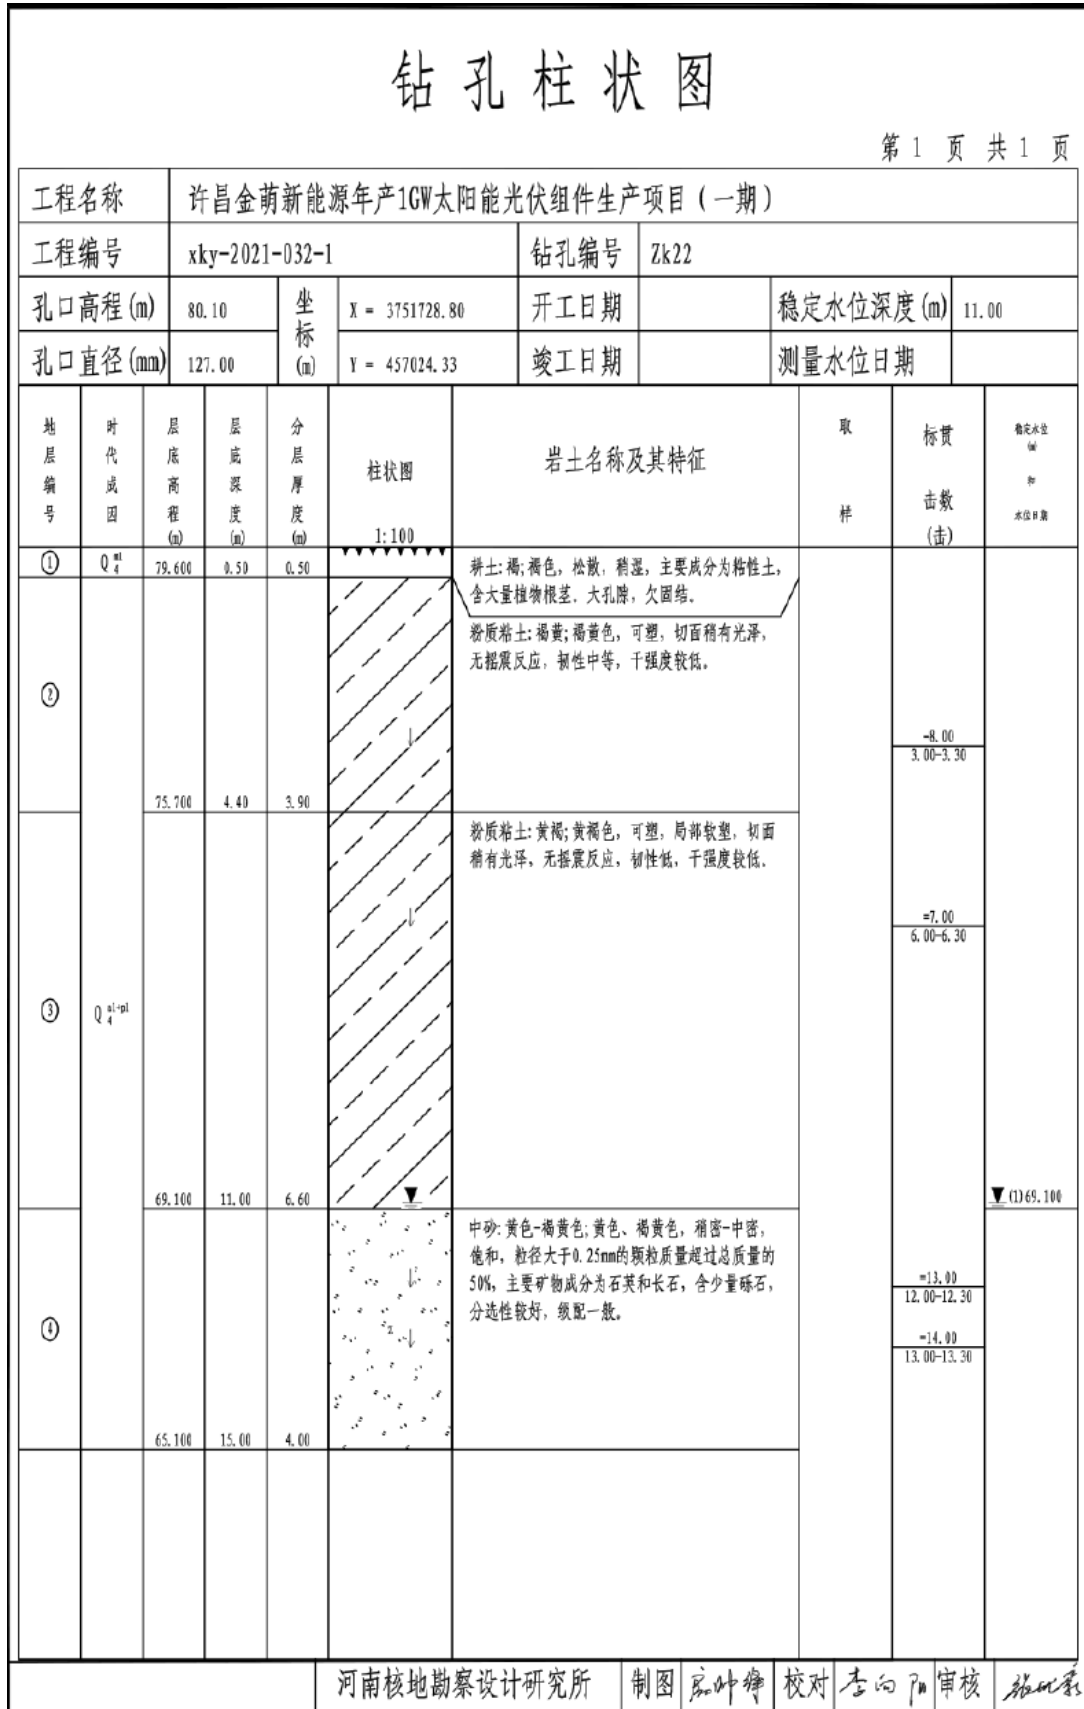 钻孔柱状图
第 1 页 共 1 页
工程名称 许昌金萌新能源年产1GW太阳能光伏组件生产项目（一期）
工程编号 xky-2021-032-1 钻孔编号 Zk22
孔口高程(m) 80.10 坐标(m) X = 3751728.80 开工日期 稳定水位深度(m) 11.00
孔口直径(mm) 127.00 Y = 457024.33 竣工日期 测量水位日期
地层编号 时代成因 层底高程(m) 层底深度(m) 分层厚度(m) 柱状图 1:100 岩土名称及其特征 取样 标贯击数(击) 稳定水位(m)和水位日期
① Q4ml 79.600 0.50 0.50
耕土:褐;褐色，松散，稍湿，主要成分为粘性土，
含大量植物根茎．大孔隙，欠固结．
粉质粘土:褐黄;褐黄色，可塑，切面稍有光泽，
无摇震反应，韧性中等，干强度较低．
②
=8.00
3.00-3.30
75.700 4.40 3.90
粉质粘土:黄褐;黄褐色，可塑，局部软塑，切面
稍有光泽，无摇震反应，韧性低，干强度较低．
=7.00
6.00-6.30
③ Q4al+pl
69.100 11.00 6.60
(1)69.100
中砂:黄色-褐黄色;黄色、褐黄色，稍密-中密，
饱和，粒径大于0.25mm的颗粒质量超过总质量的
50%，主要矿物成分为石英和长石，含少量砾石，
分选性较好，级配一般。
=13.00
12.00-12.30
④
=14.00
13.00-13.30
65.100 15.00 4.00
河南核地勘察设计研究所 制图 校对 李向阳 审核